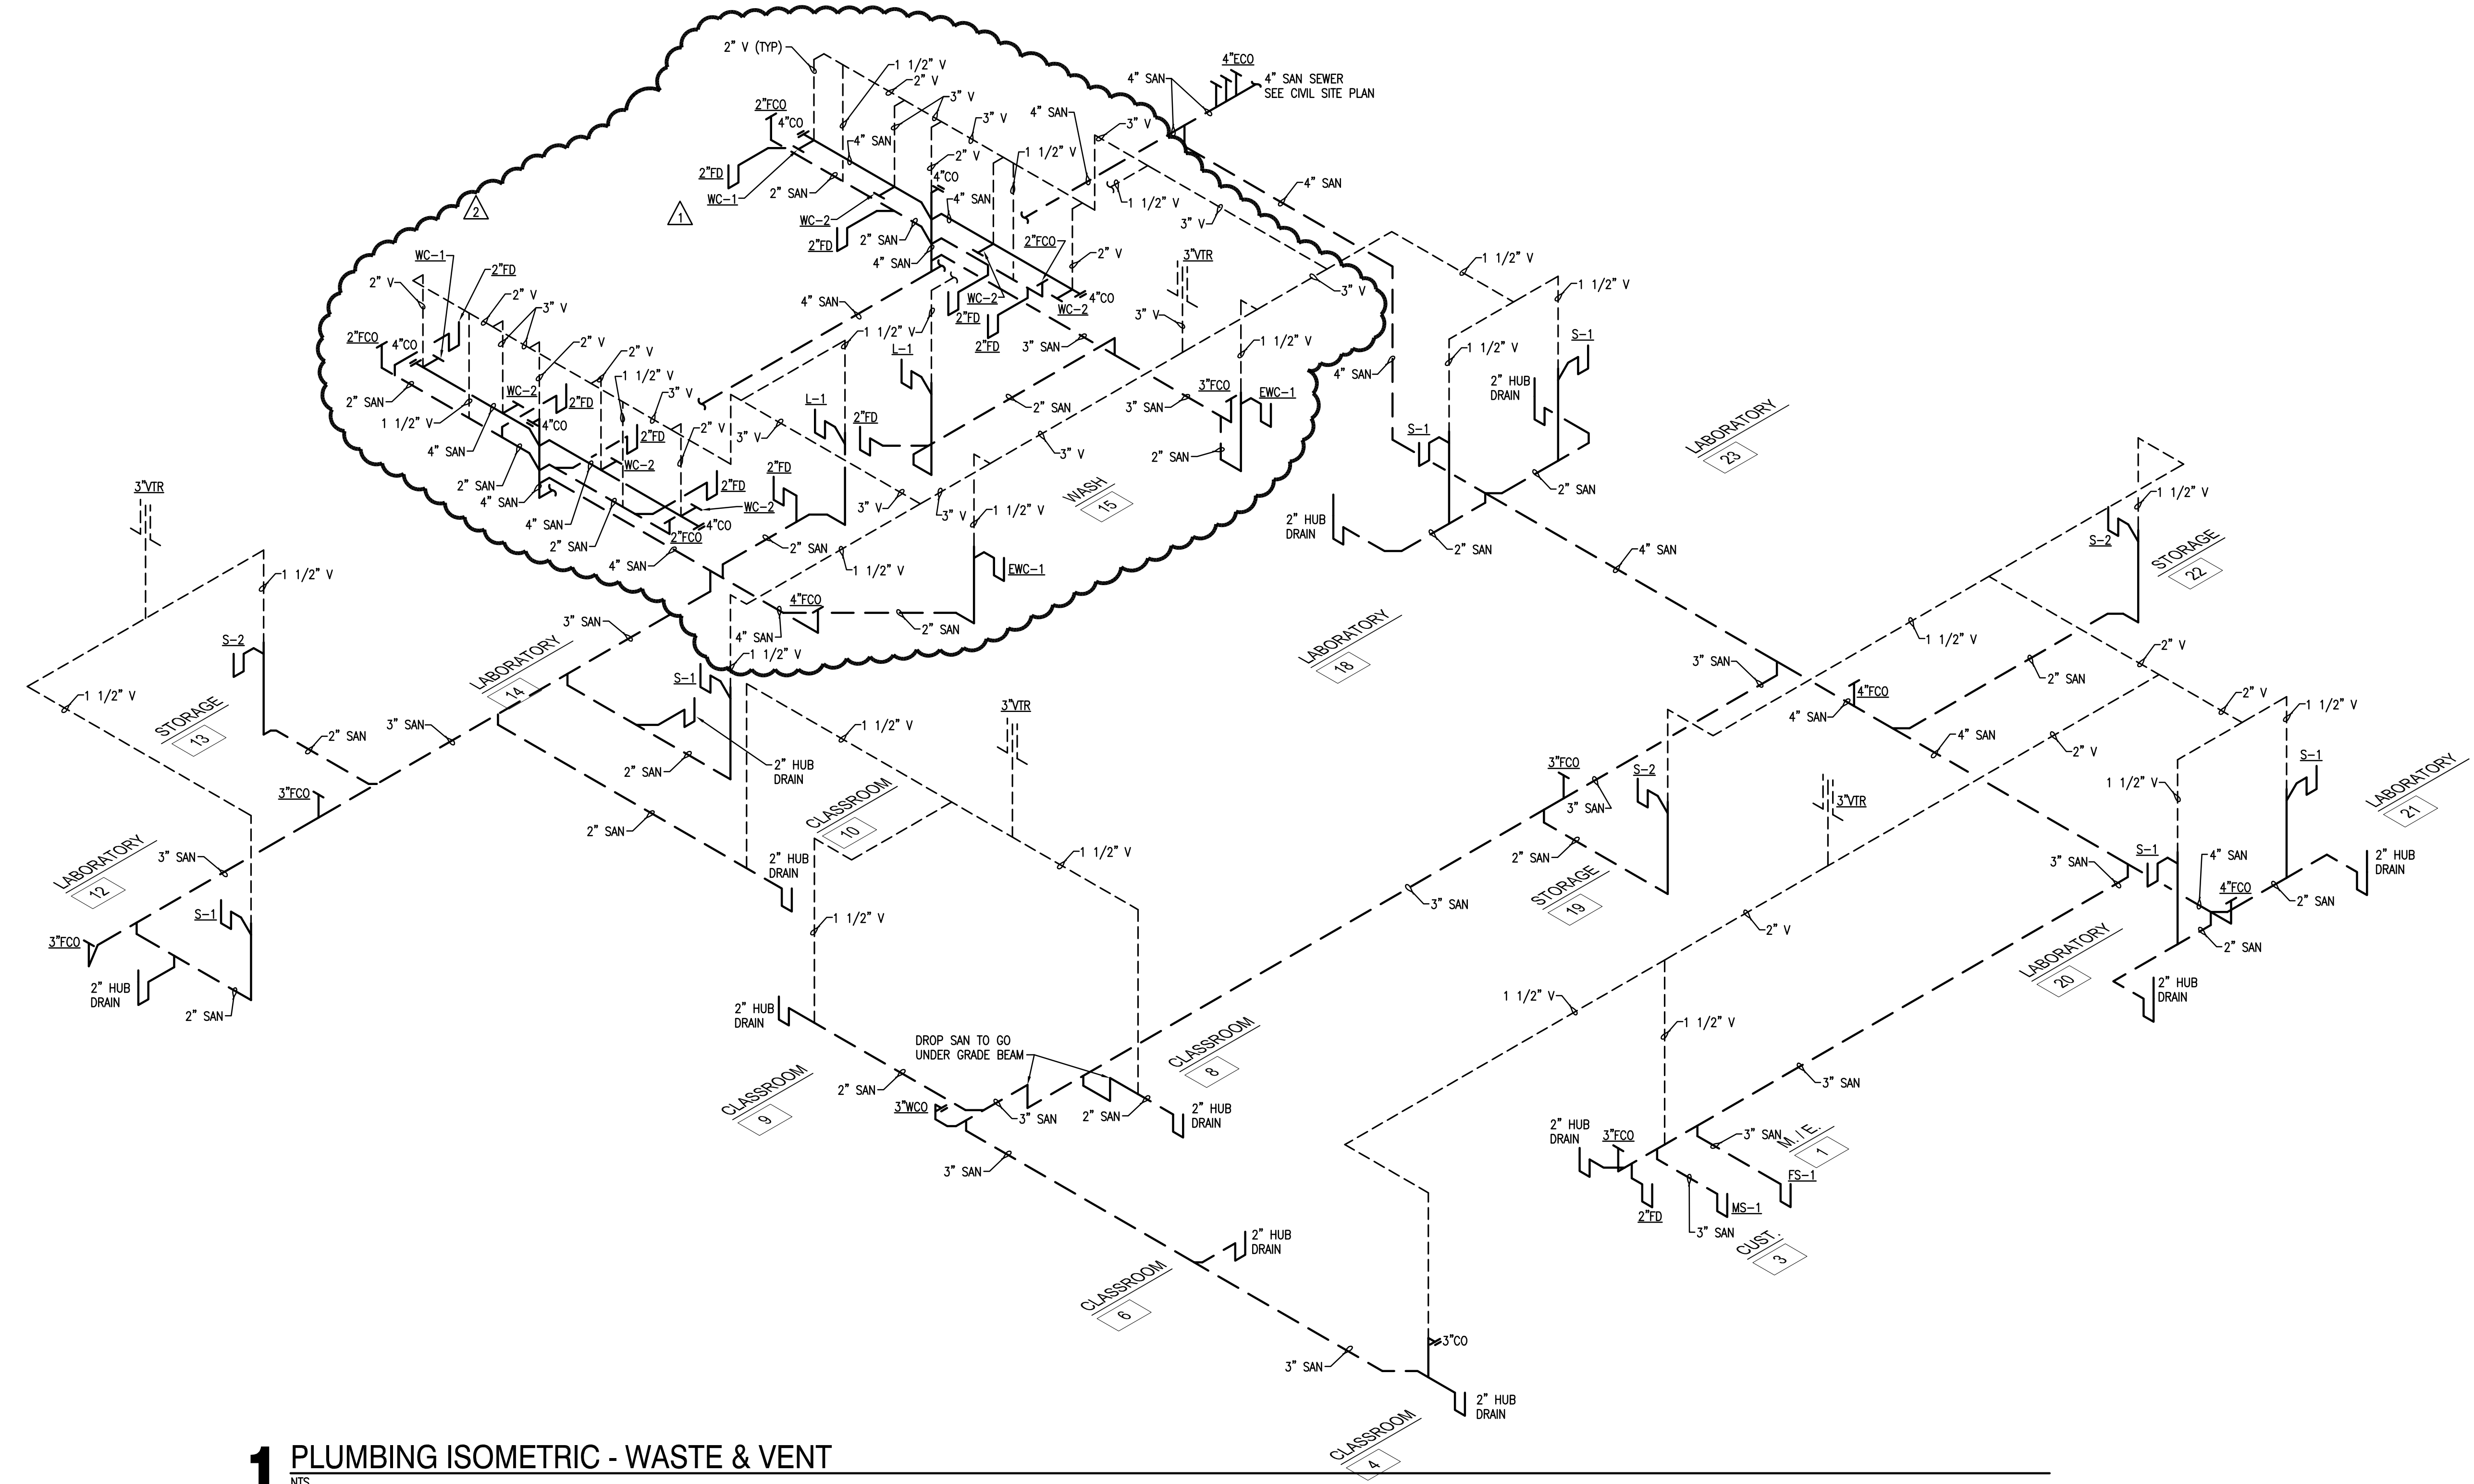 2" V (TYP)
1 1/2" V
2" V
4"ECO
4" SAN
4" SAN SEWER
SEE CIVIL SITE PLAN
2"FCO
4"CO
3" V
3" V
4" SAN
3" V
4" SAN
2" V
1 1/2" V
2"FD
4"CO
2" SAN
WC-1
4" SAN
1 1/2" V
4" SAN
2
1
WC-2
3" V
2"FD
2" SAN
2"FCO
4" SAN
2" V
3"VTR
1 1/2" V
WC-1
2"FD
2" V
2" V
3" V
4" SAN
WC-2
4"CO
WC-2
3" V
1 1/2" V
S-1
2"FD
3" V
1 1/2" V
1 1/2" V
2"FCO
4"CO
2" V
2" V
L-1
2"FD
3" SAN
1 1/2" V
1 1/2" V
1 1/2" V
4" SAN
2" HUB
DRAIN
WC-2
2"FD
3" V
L-1
2"FD
2" SAN
3"FCO
3" SAN
EWC-1
2" SAN
1 1/2" V
4"CO
4" SAN
2"FD
2" V
3" V
3" V
2" SAN
S-1
LABORATORY
23
WC-2
2"FD
2"FD
2" SAN
4" SAN
3"VTR
WASH
15
3" V
3" V
2" SAN
4" SAN
WC-2
4"CO
2"FCO
1 1/2" V
2" HUB
DRAIN
2" SAN
4" SAN
1 1/2" V
S-2
STORAGE
22
2" SAN
4" SAN
2" SAN
1 1/2" V
EWC-1
1 1/2" V
4"FCO
2" SAN
4" SAN
3" SAN
S-2
1 1/2" V
LABORATORY
18
1 1/2" V
2" V
3" SAN
2" SAN
LABORATORY
14
S-1
4"FCO
4" SAN
2" V
1 1/2" V
1 1/2" V
STORAGE
13
3" SAN
2" SAN
1 1/2" V
3"VTR
4" SAN
2" V
S-1
2" SAN
2" HUB
DRAIN
3"FCO
S-2
1 1/2" V
LABORATORY
21
3"FCO
CLASSROOM
10
3" SAN
3"VTR
2" SAN
LABORATORY
12
3" SAN
2" HUB
DRAIN
1 1/2" V
2" SAN
3" SAN
S-1
4" SAN
2" HUB
DRAIN
STORAGE
19
3" SAN
4"FCO
2" SAN
S-1
1 1/2" V
2" V
2" SAN
3"FCO
LABORATORY
20
2" HUB
DRAIN
2" HUB
DRAIN
2" SAN
2" HUB
DRAIN
1 1/2" V
1 1/2" V
DROP SAN TO GO
UNDER GRADE BEAM
CLASSROOM
8
CLASSROOM
9
2" SAN
3"WCO
3" SAN
2" SAN
2" HUB
DRAIN
3" SAN
2" HUB
DRAIN
3"FCO
3" SAN
M./E.
1
3" SAN
FS-1
2"FD
MS-1
3" SAN
CUST.
3
2" HUB
DRAIN
CLASSROOM
6
3"CO
3" SAN
2" HUB
DRAIN
CLASSROOM
4
1 PLUMBING ISOMETRIC - WASTE & VENT
NTS